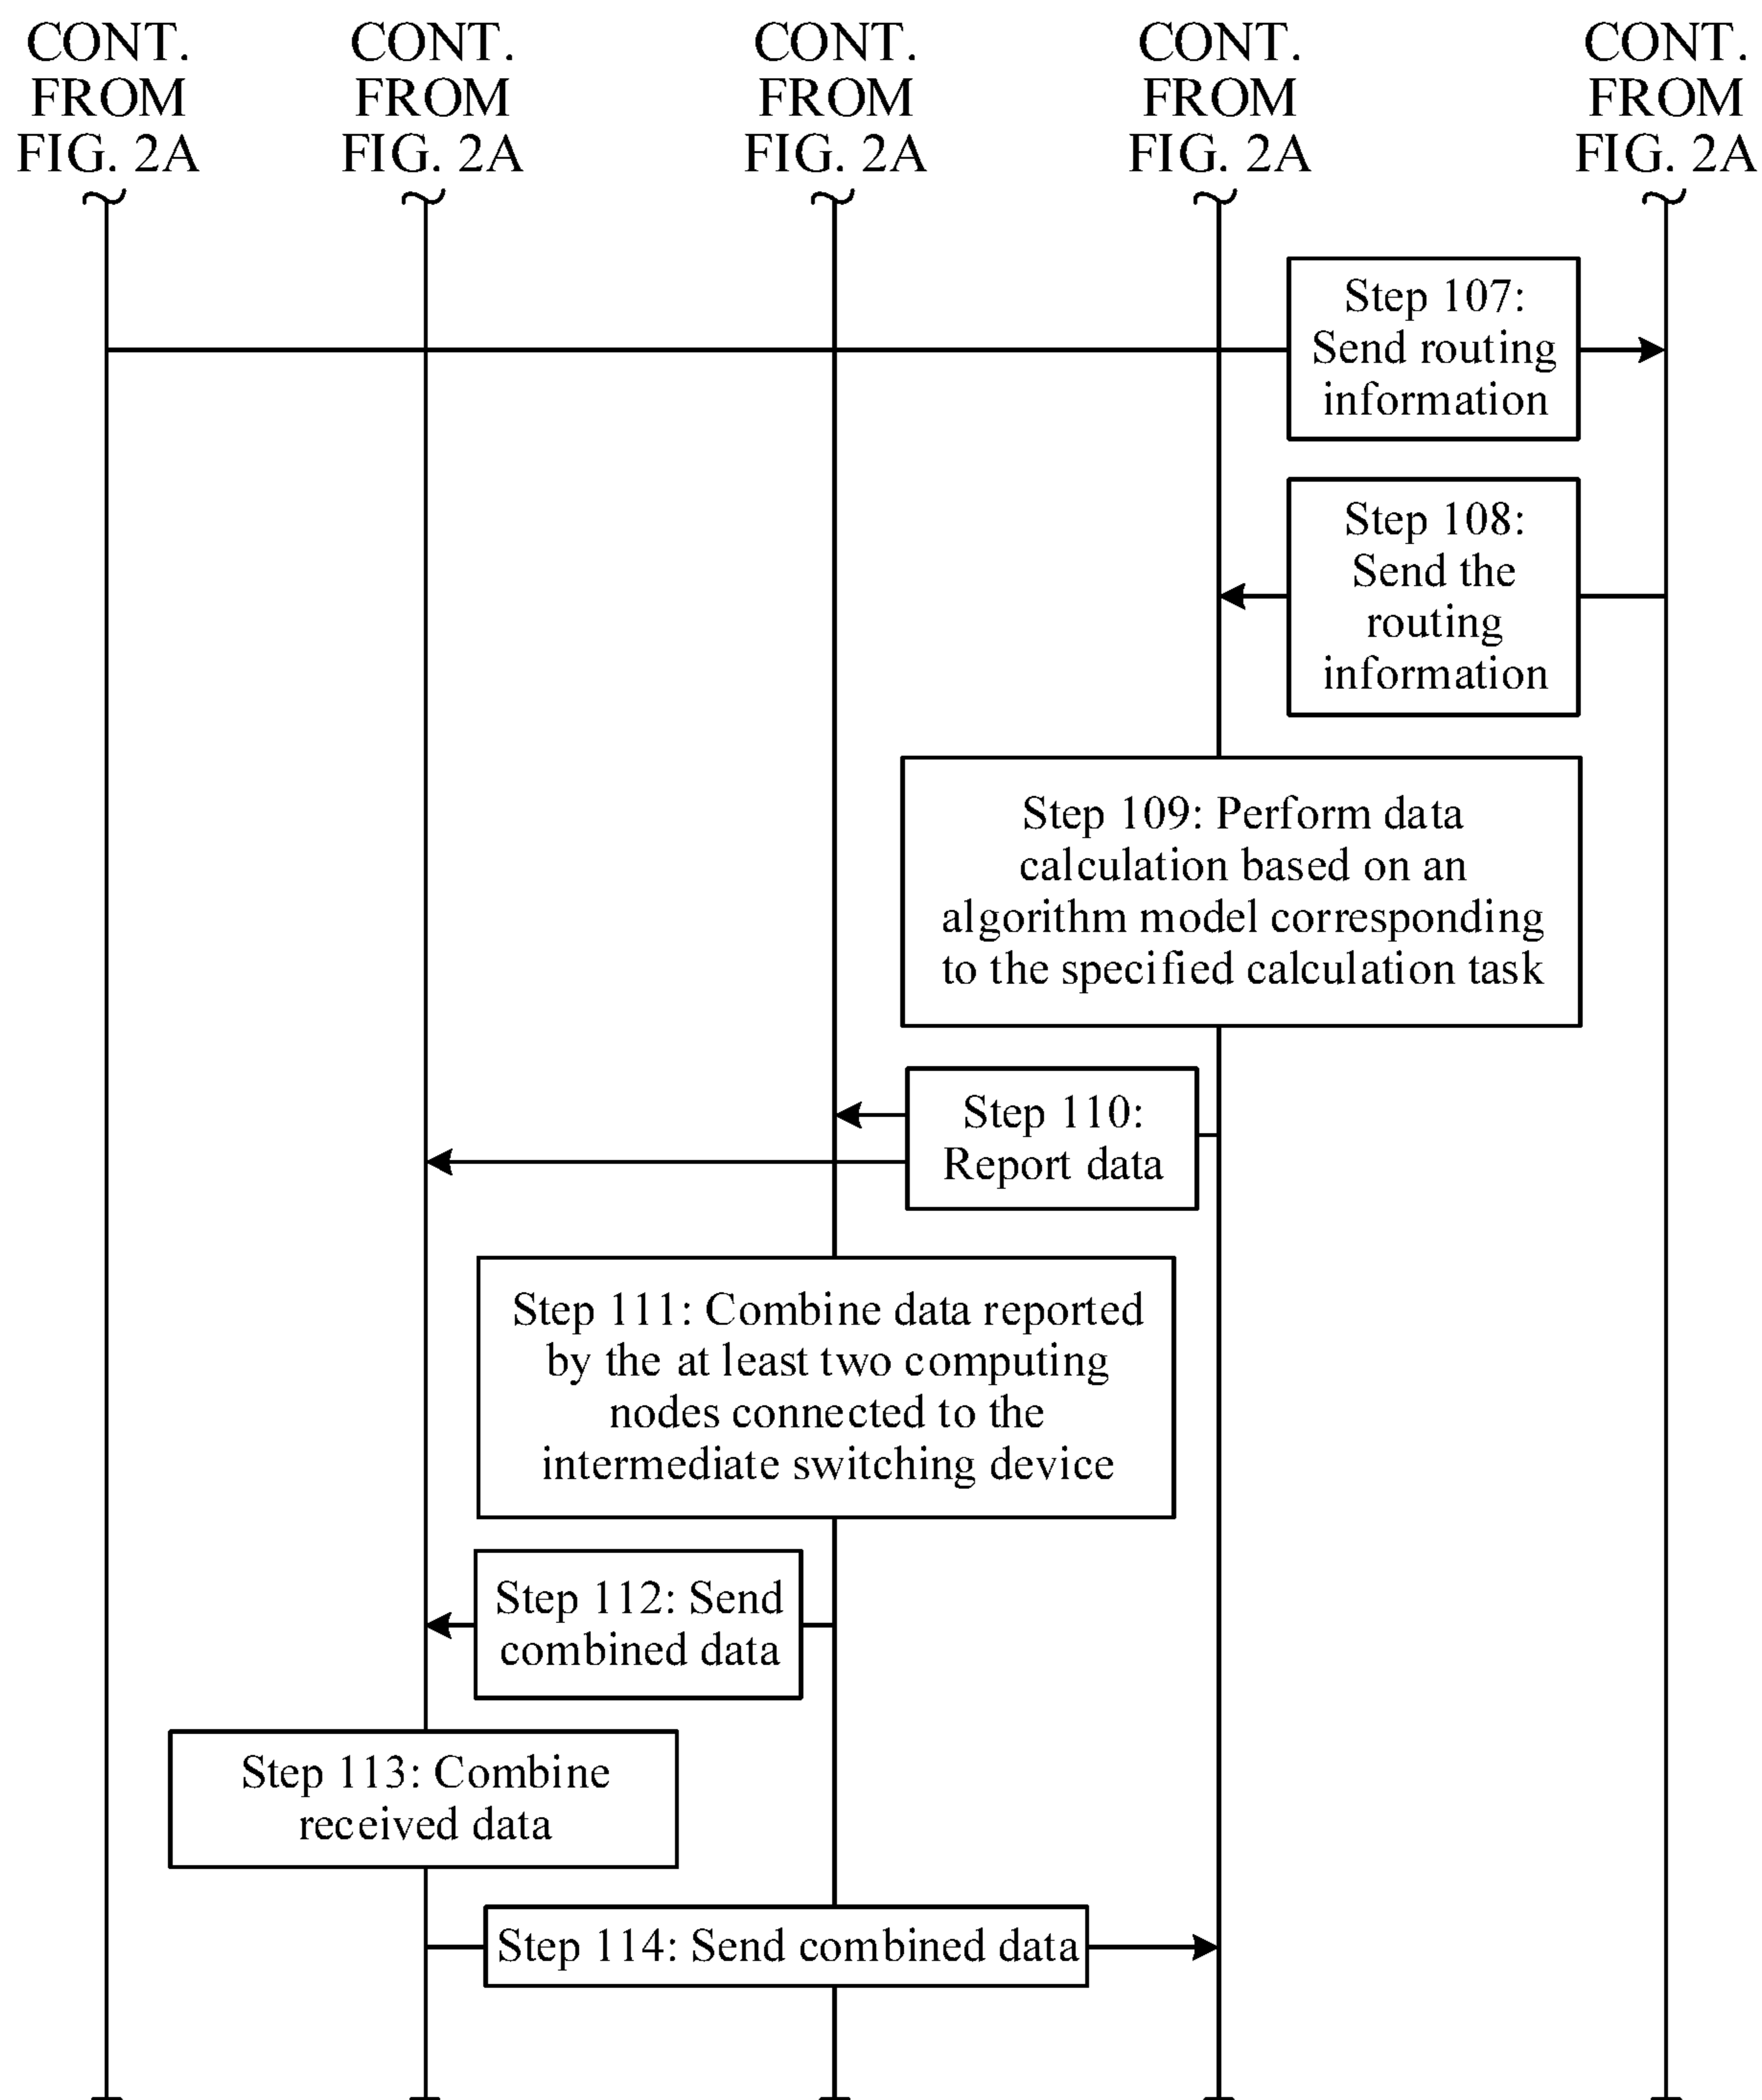 CONT. FROM FIG. 2A
CONT. FROM FIG. 2A
CONT. FROM FIG. 2A
CONT. FROM FIG. 2A
CONT. FROM FIG. 2A
Step 107:
Send routing
information
Step 108:
Send the
routing
information
Step 109: Perform data
calculation based on an
algorithm model corresponding
to the specified calculation task
Step 110:
Report data
Step 111: Combine data reported
by the at least two computing
nodes connected to the
intermediate switching device
Step 112: Send
combined data
Step 113: Combine
received data
Step 114: Send combined data